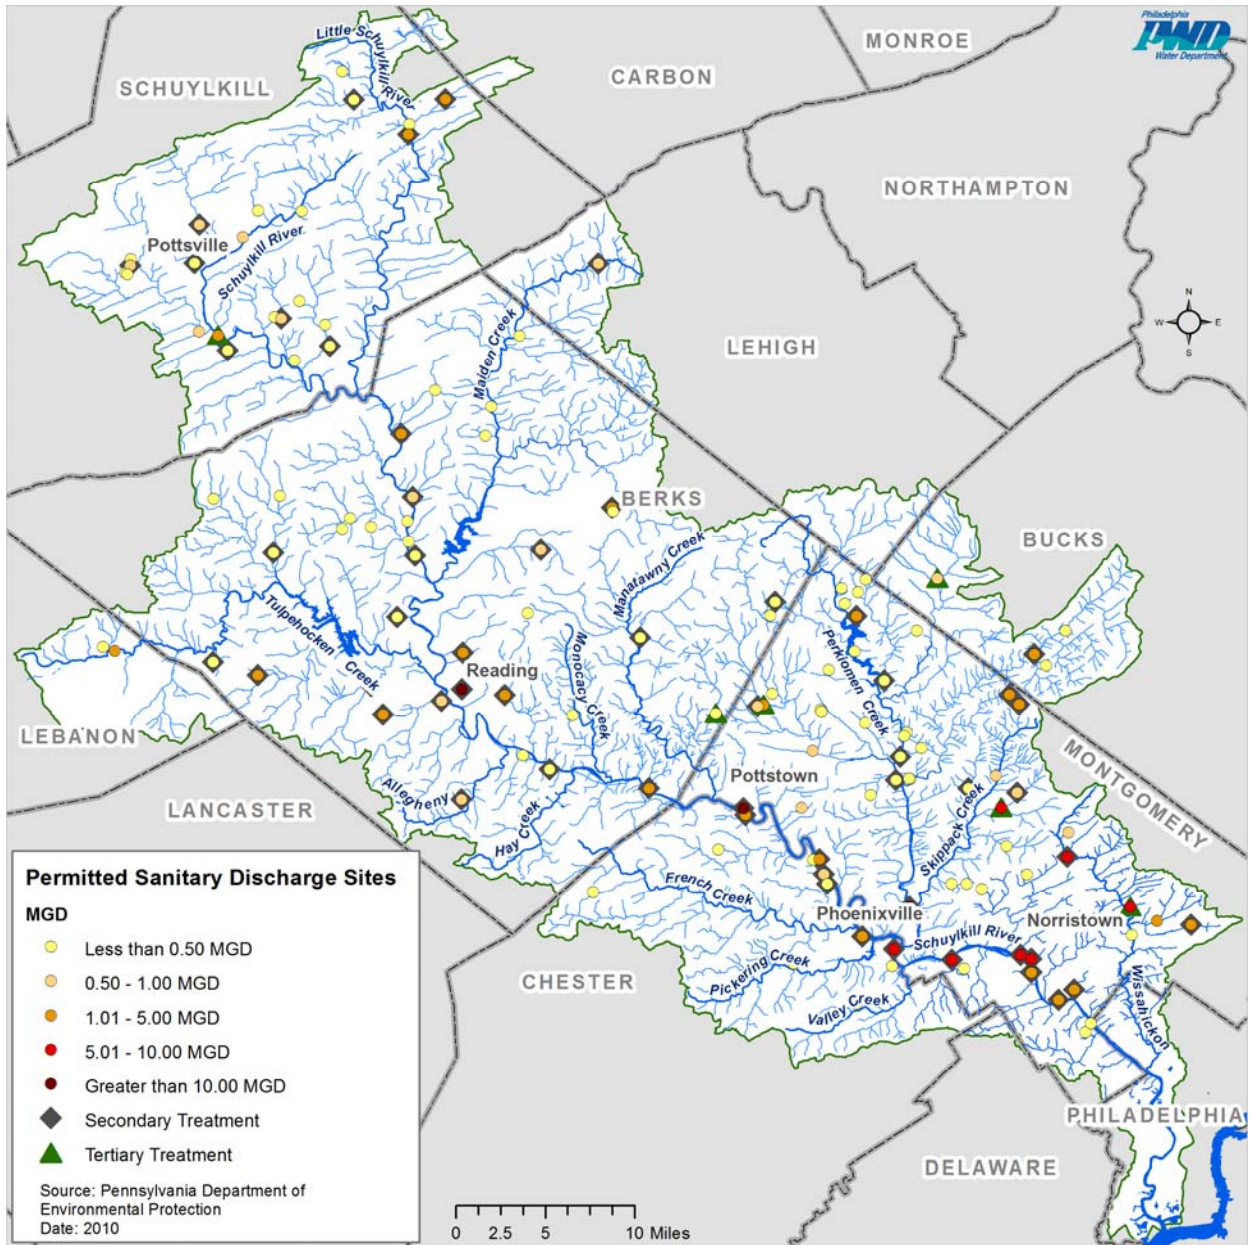 Philadelphia
PWD
Water Department
MONROE
CARBON
SCHUYLKILL
Little Schuylkill River
NORTHAMPTON
Pottsville
Schuylkill River
N
W E
S
LEHIGH
Maiden Creek
BERKS
BUCKS
Manatawny Creek
Tulpehocken Creek
Perkiomen Creek
Monocacy Creek
Reading
LEBANON
MONTGOMERY
Pottstown
LANCASTER
Allegheny
Hay Creek
Skippack Creek
French Creek
Phoenixville
Norristown
Schuylkill River
Pickering Creek
CHESTER
Valley Creek
Wissahickon
PHILADELPHIA
DELAWARE
Permitted Sanitary Discharge Sites
MGD
Less than 0.50 MGD
0.50 - 1.00 MGD
1.01 - 5.00 MGD
5.01 - 10.00 MGD
Greater than 10.00 MGD
Secondary Treatment
Tertiary Treatment
Source: Pennsylvania Department of
Environmental Protection
Date: 2010
0 2.5 5 10 Miles